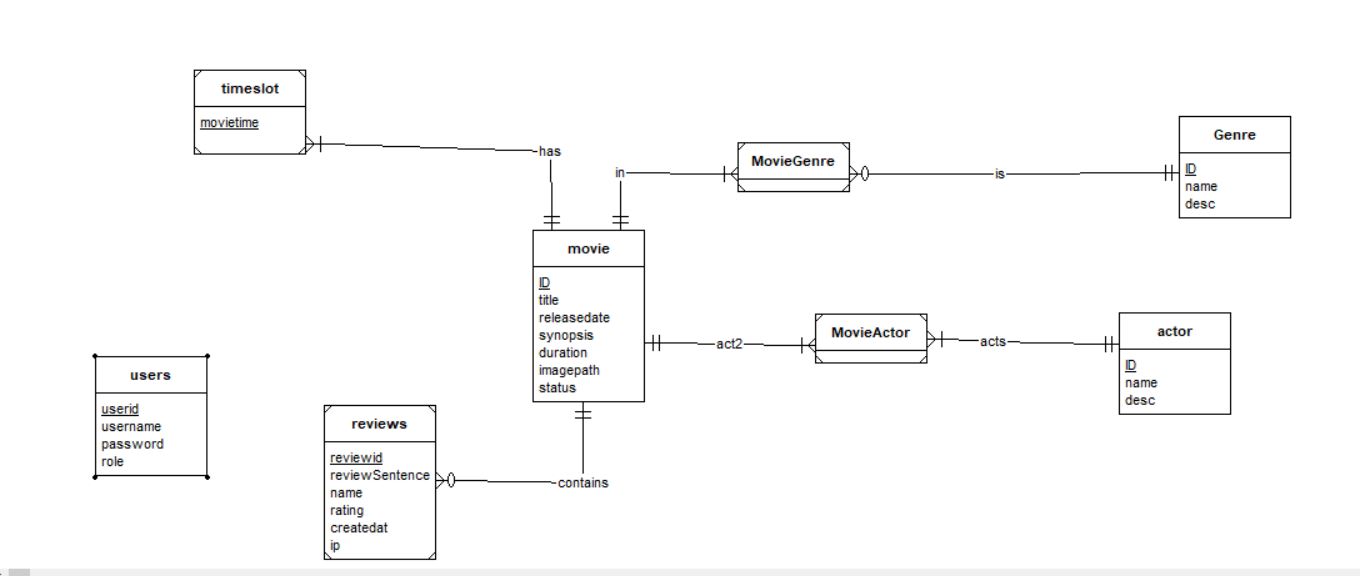 timeslot
movietime
has
in
MovieGenre
is
Genre
ID
name
desc
movie
ID
title
releasedate
synopsis
duration
imagepath
status
act2
MovieActor
acts
actor
ID
name
desc
users
userid
username
password
role
reviews
reviewid
reviewSentence
name
rating
createdat
ip
contains